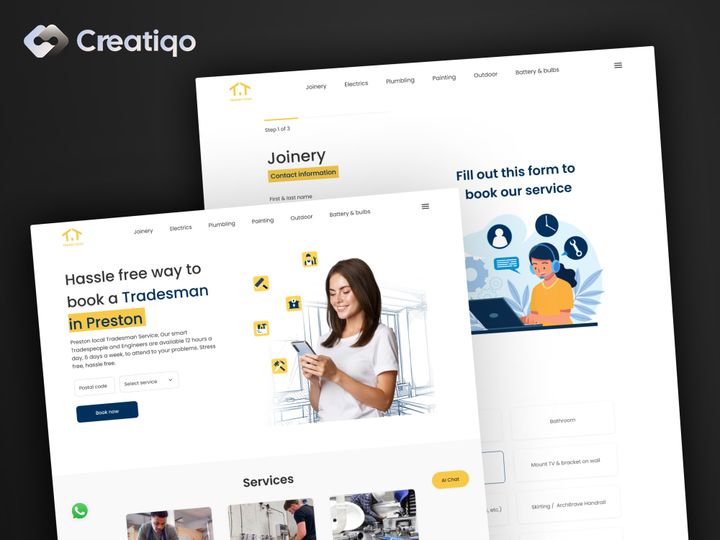 Creatiqo
Joinery Electrics Plumbling Painting Outdoor Battery & bulbs
Step 1 of 3
Joinery
Contact information
First & last name
Fill out this form to
book our service
Bathroom
Mount TV & bracket on wall
Skirting / Architrave Handrail
, etc.)
Joinery Electrics Plumbling Painting Outdoor Battery & bulbs
Hassle free way to
book a Tradesman
in Preston
Preston local Tradesman Service, Our smart
Tradespeople and Engineers are available 12 hours a
day, 6 days a week, to attend to your problems. Stress
free, hassle free.
Postal code Select service
Book now
Services
AI Chat